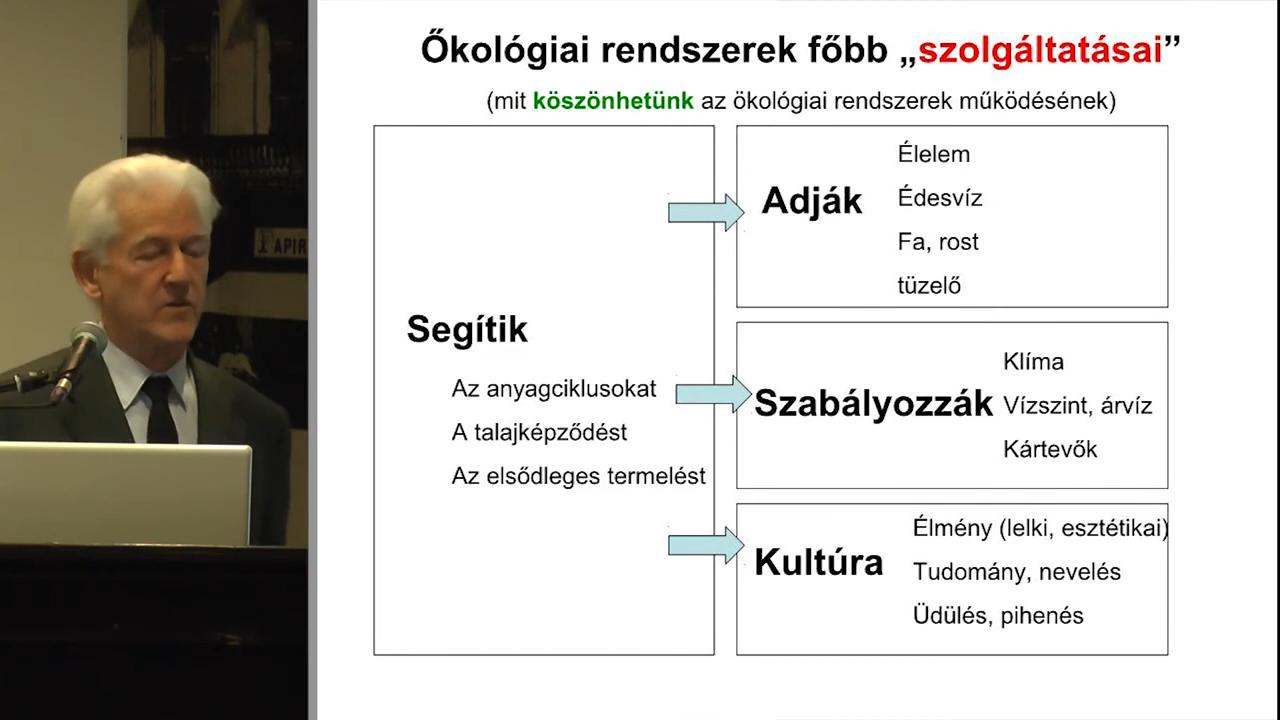 Ökológiai rendszerek főbb „szolgáltatásai”
(mit köszönhetünk az ökológiai rendszerek működésének)
Segítik
Az anyagciklusokat
A talajképződést
Az elsődleges termelést
Adják
Élelem
Édesvíz
Fa, rost
tüzelő
Szabályozzák
Klíma
Vízszint, árvíz
Kártevők
Kultúra
Élmény (lelki, esztétikai)
Tudomány, nevelés
Üdülés, pihenés